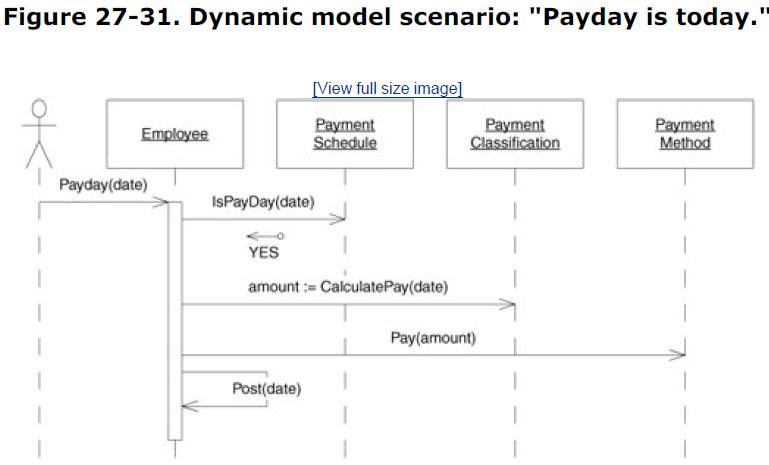 Figure 27-31. Dynamic model scenario: "Payday is today."
[View full size image]
Employee
Payment
Schedule
Payment
Classification
Payment
Method
Payday(date)
IsPayDay(date)
YES
amount := CalculatePay(date)
Pay(amount)
Post(date)